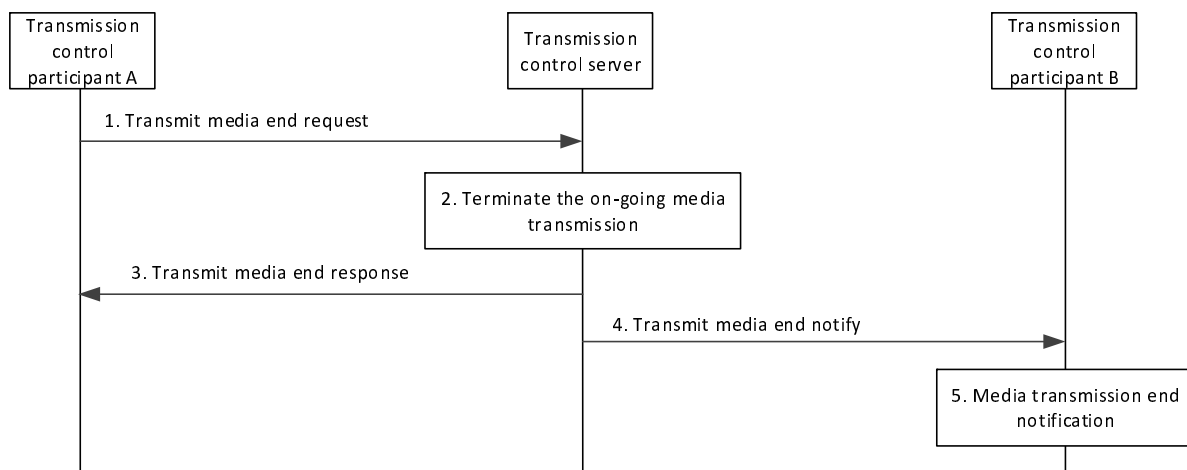 Transmission
control
participant A
Transmission
control server
Transmission
control
participant B
1. Transmit media end request
2. Terminate the on-going media
transmission
3. Transmit media end response
4. Transmit media end notify
5. Media transmission end
notification